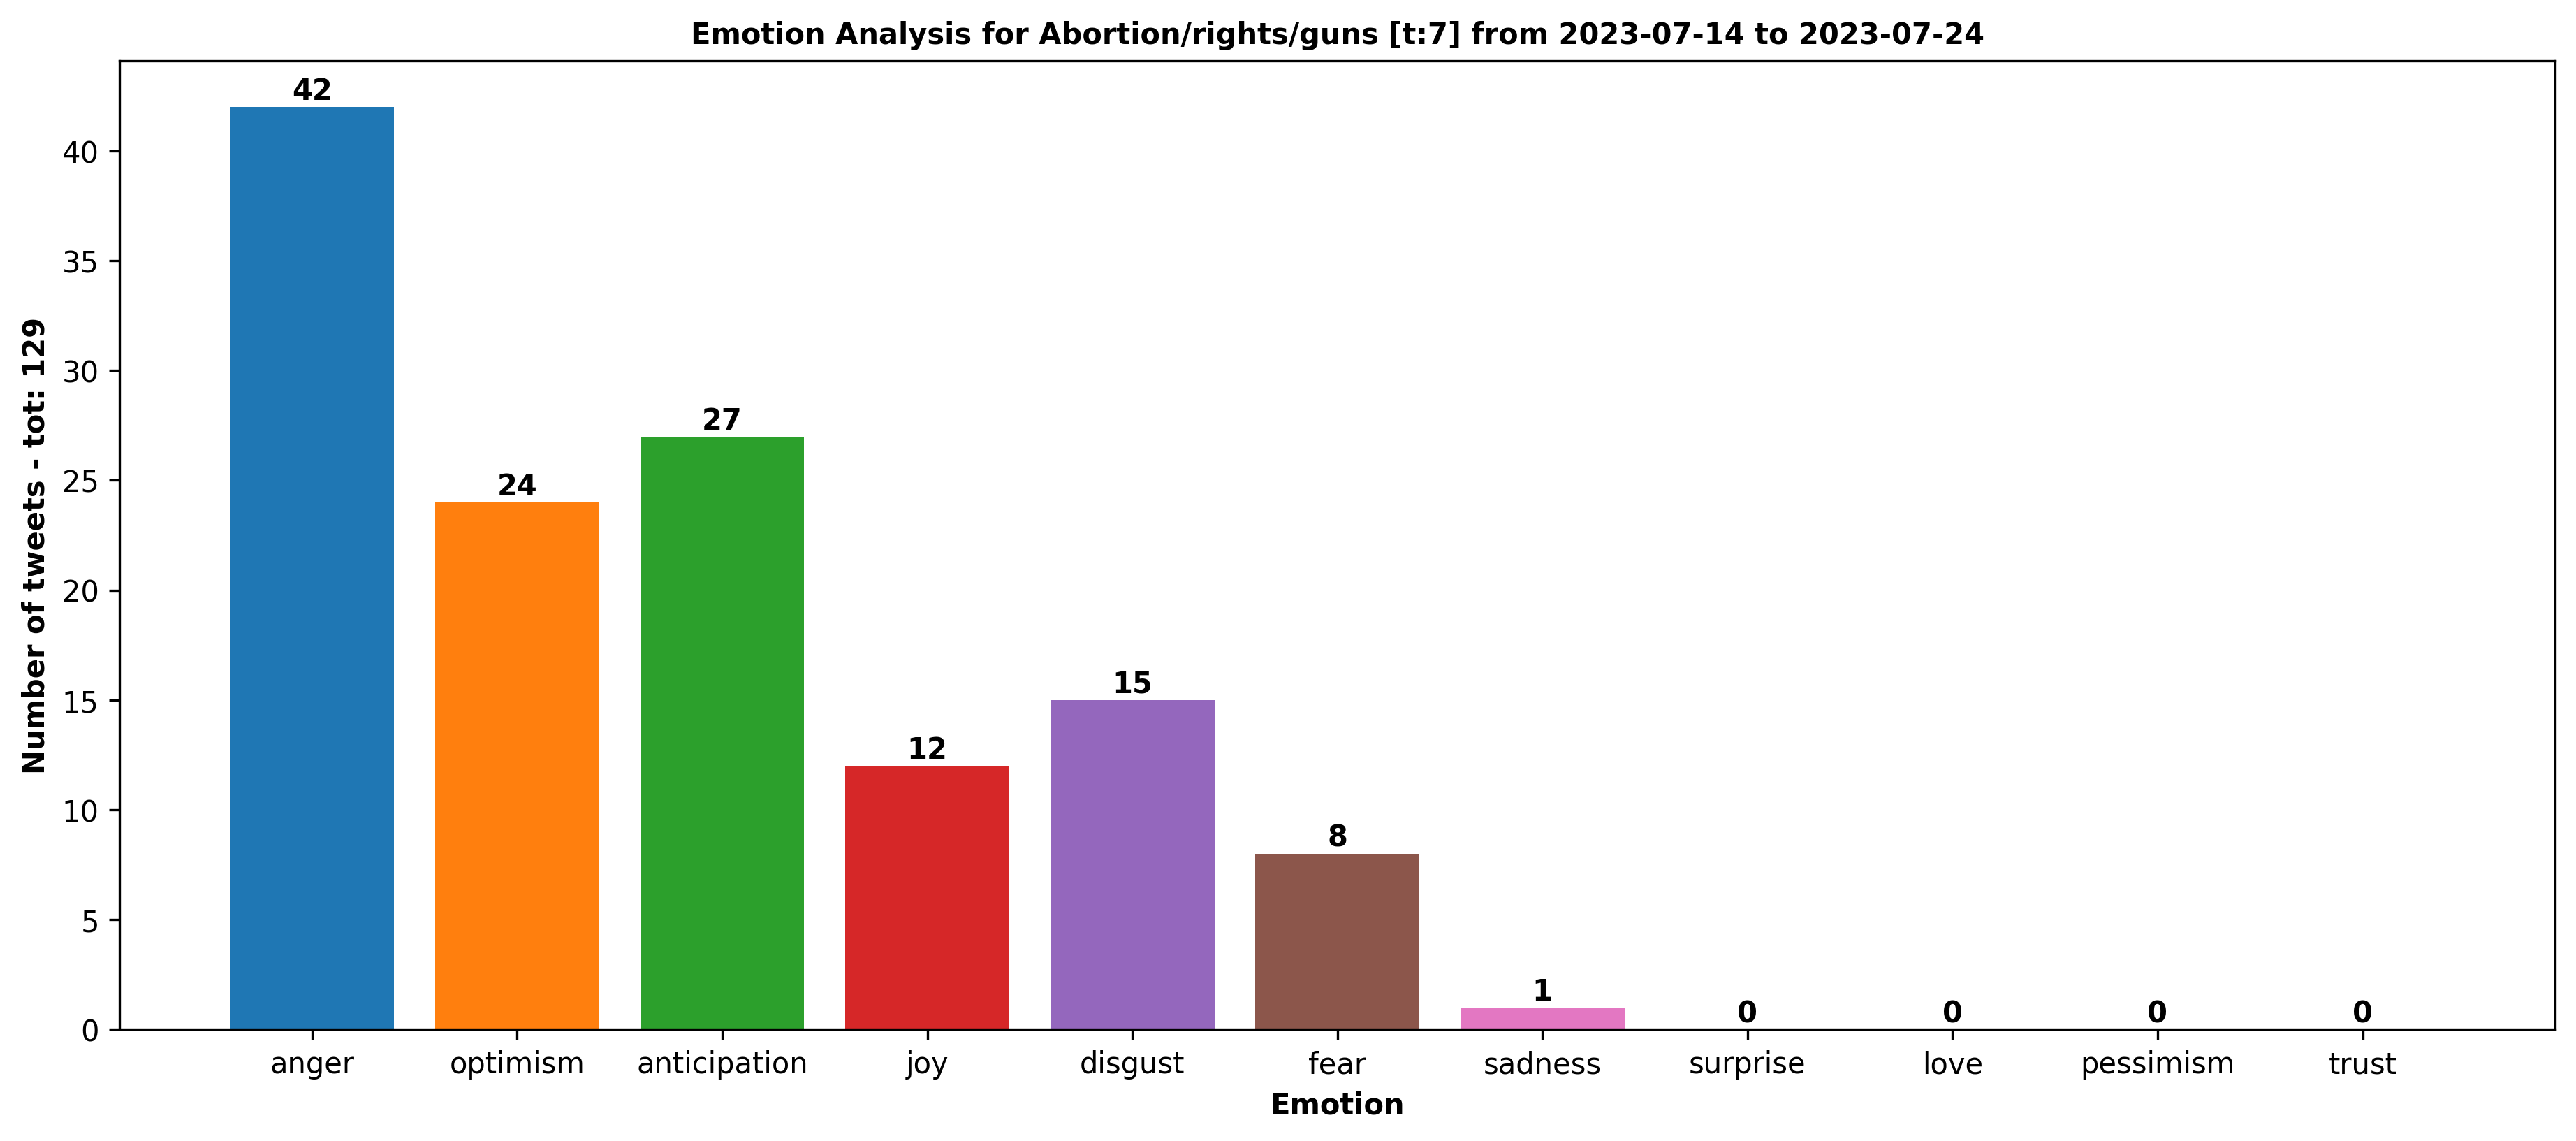 Emotion Analysis for Abortion/rights/guns [t:7] from 2023-07-14 to 2023-07-24
Number of tweets - tot: 129
40
35
30
25
20
15
10
5
0
42
24
27
12
15
8
1
0
0
0
0
anger
optimism
anticipation
joy
disgust
fear
sadness
surprise
love
pessimism
trust
Emotion